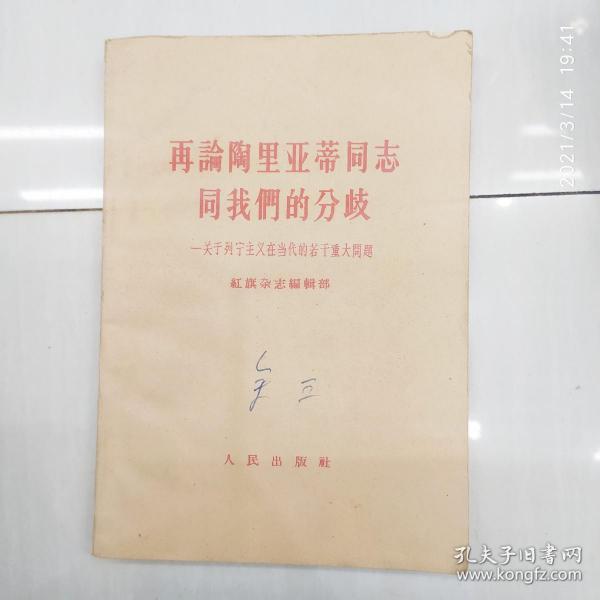 再論陶里亚蒂同志
同我們的分歧
—关于列宁主义在当代的若干重大問題
紅旗杂志編輯部
人民出版社
2021/3/14 19:41
孔夫子旧书网
www.kongfz.com